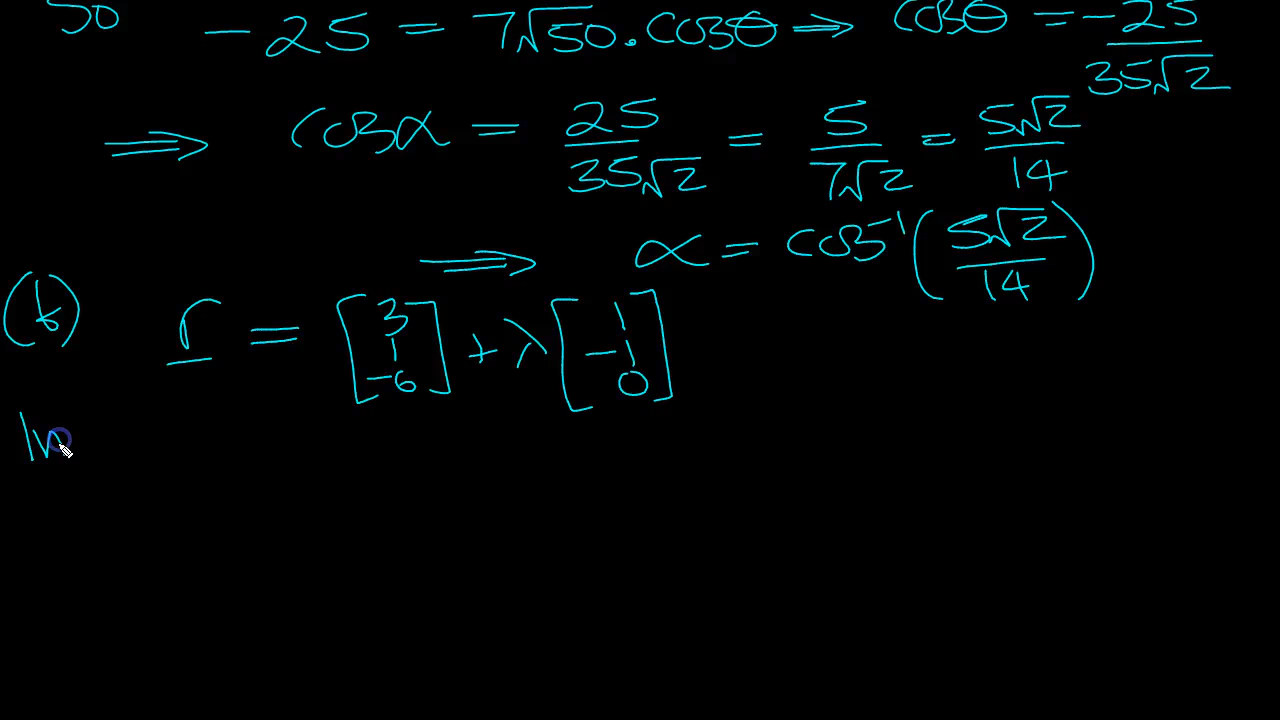 50 -25 = 7√50 . cosθ ⟹ cosθ = -25/35√2
⟹ cosα = 25/35√2 = 5/7√2 = 5√2/14
⟹ α = cos⁻¹(5√2/14)
(b) r = [3 1 -6] + λ[1 -1 0]
In